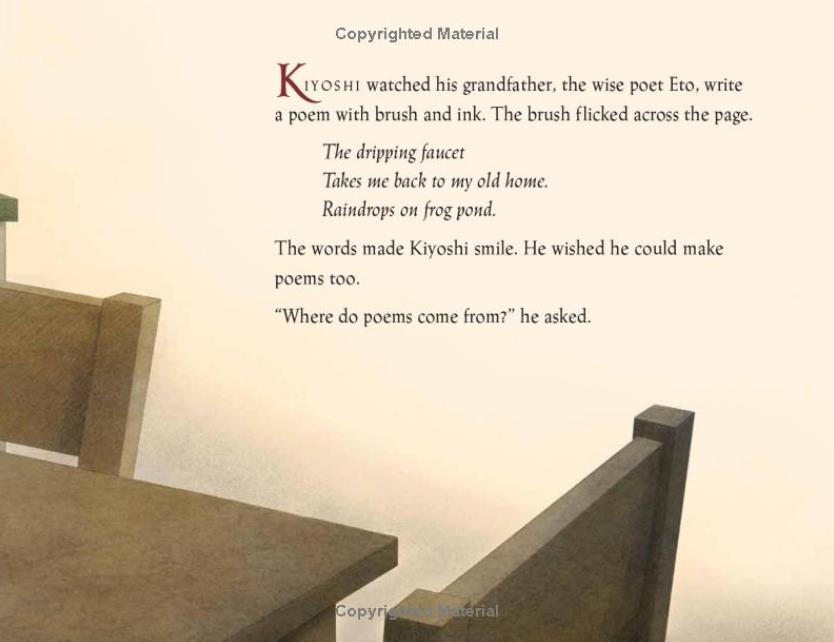 Copyrighted Material
KIYOSHI watched his grandfather, the wise poet Eto, write
a poem with brush and ink. The brush flicked across the page.
The dripping faucet
Takes me back to my old home.
Raindrops on frog pond.
The words made Kiyoshi smile. He wished he could make
poems too.
“Where do poems come from?” he asked.
Copyrighted Material